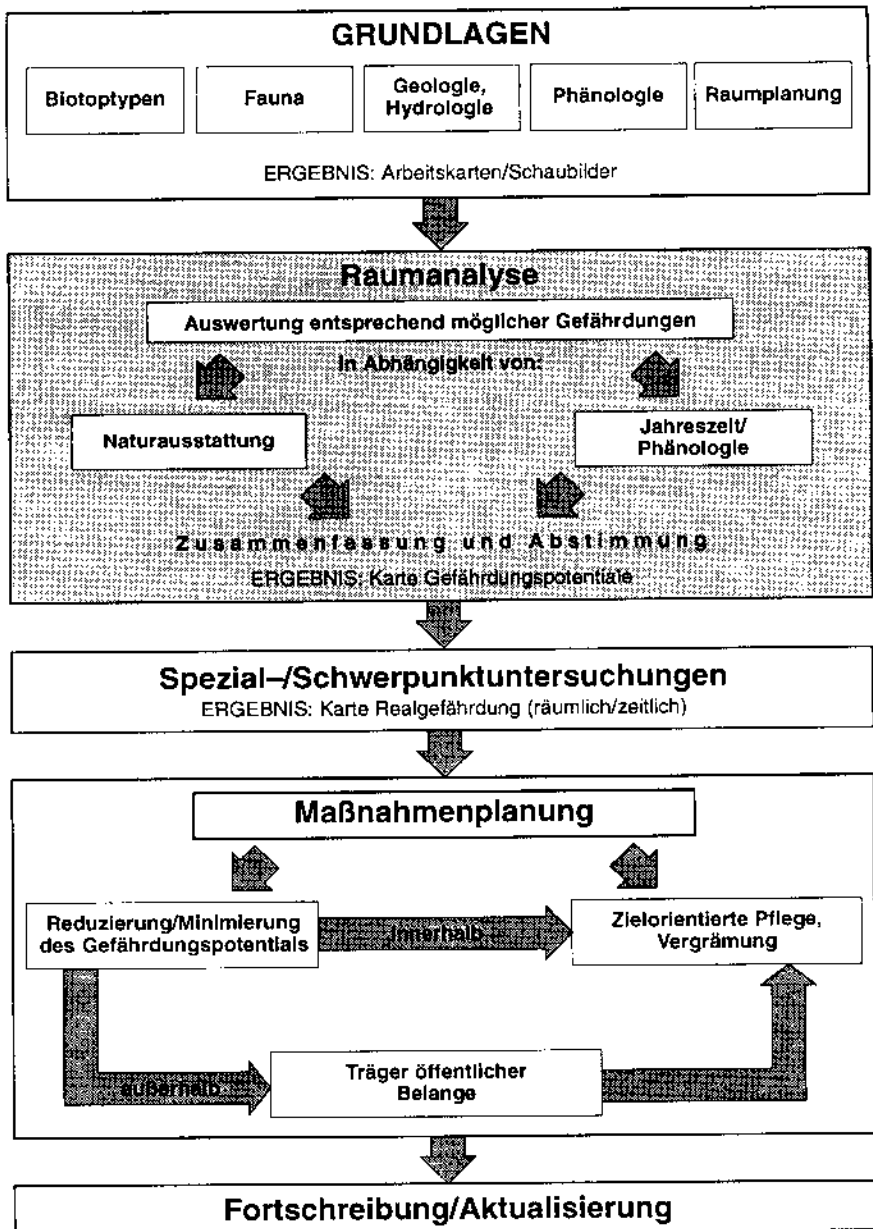 GRUNDLAGEN
Biotoptypen
Fauna
Geologie,
Hydrologie
Phänologie
Raumplanung
ERGEBNIS: Arbeitskarten/Schaubilder
Raumanalyse
Auswertung entsprechend möglicher Gefährdungen
in Abhängigkeit von:
Naturausstattung
Jahreszeit/
Phänologie
Zusammenfassung und Abstimmung
ERGEBNIS: Karte Gefährdungspotentiale
Spezial-/Schwerpunktuntersuchungen
ERGEBNIS: Karte Realgefährdung (räumlich/zeitlich)
Maßnahmenplanung
Reduzierung/Minimierung
des Gefährdungspotentials
innerhalb
Zielorientierte Pflege,
Vergrämung
außerhalb
Träger öffentlicher
Belange
Fortschreibung/Aktualisierung